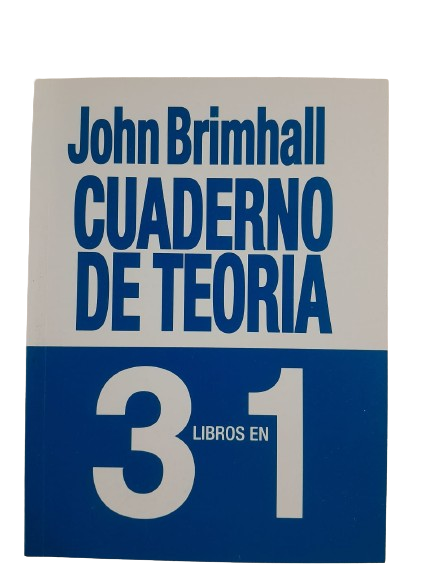 John Brimhall
CUADERNO
DE TEORIA
3 LIBROS EN 1